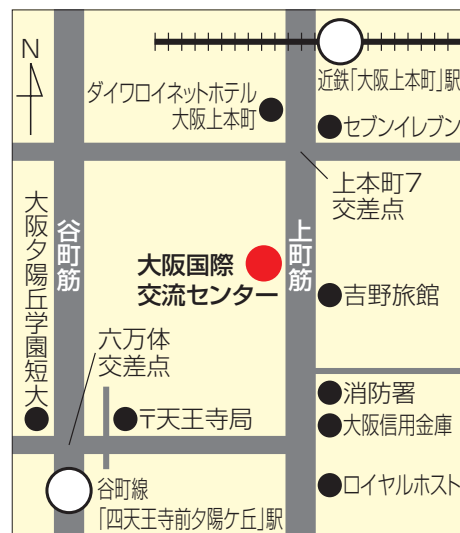 N
近鉄「大阪上本町」駅
ダイワロイネットホテル
大阪上本町
セブンイレブン
上本町7
交差点
大阪夕陽丘学園短大
谷町筋
上町筋
大阪国際
交流センター
吉野旅館
六万体
交差点
消防署
〒天王寺局
大阪信用金庫
谷町線
「四天王寺前夕陽ケ丘」駅
ロイヤルホスト